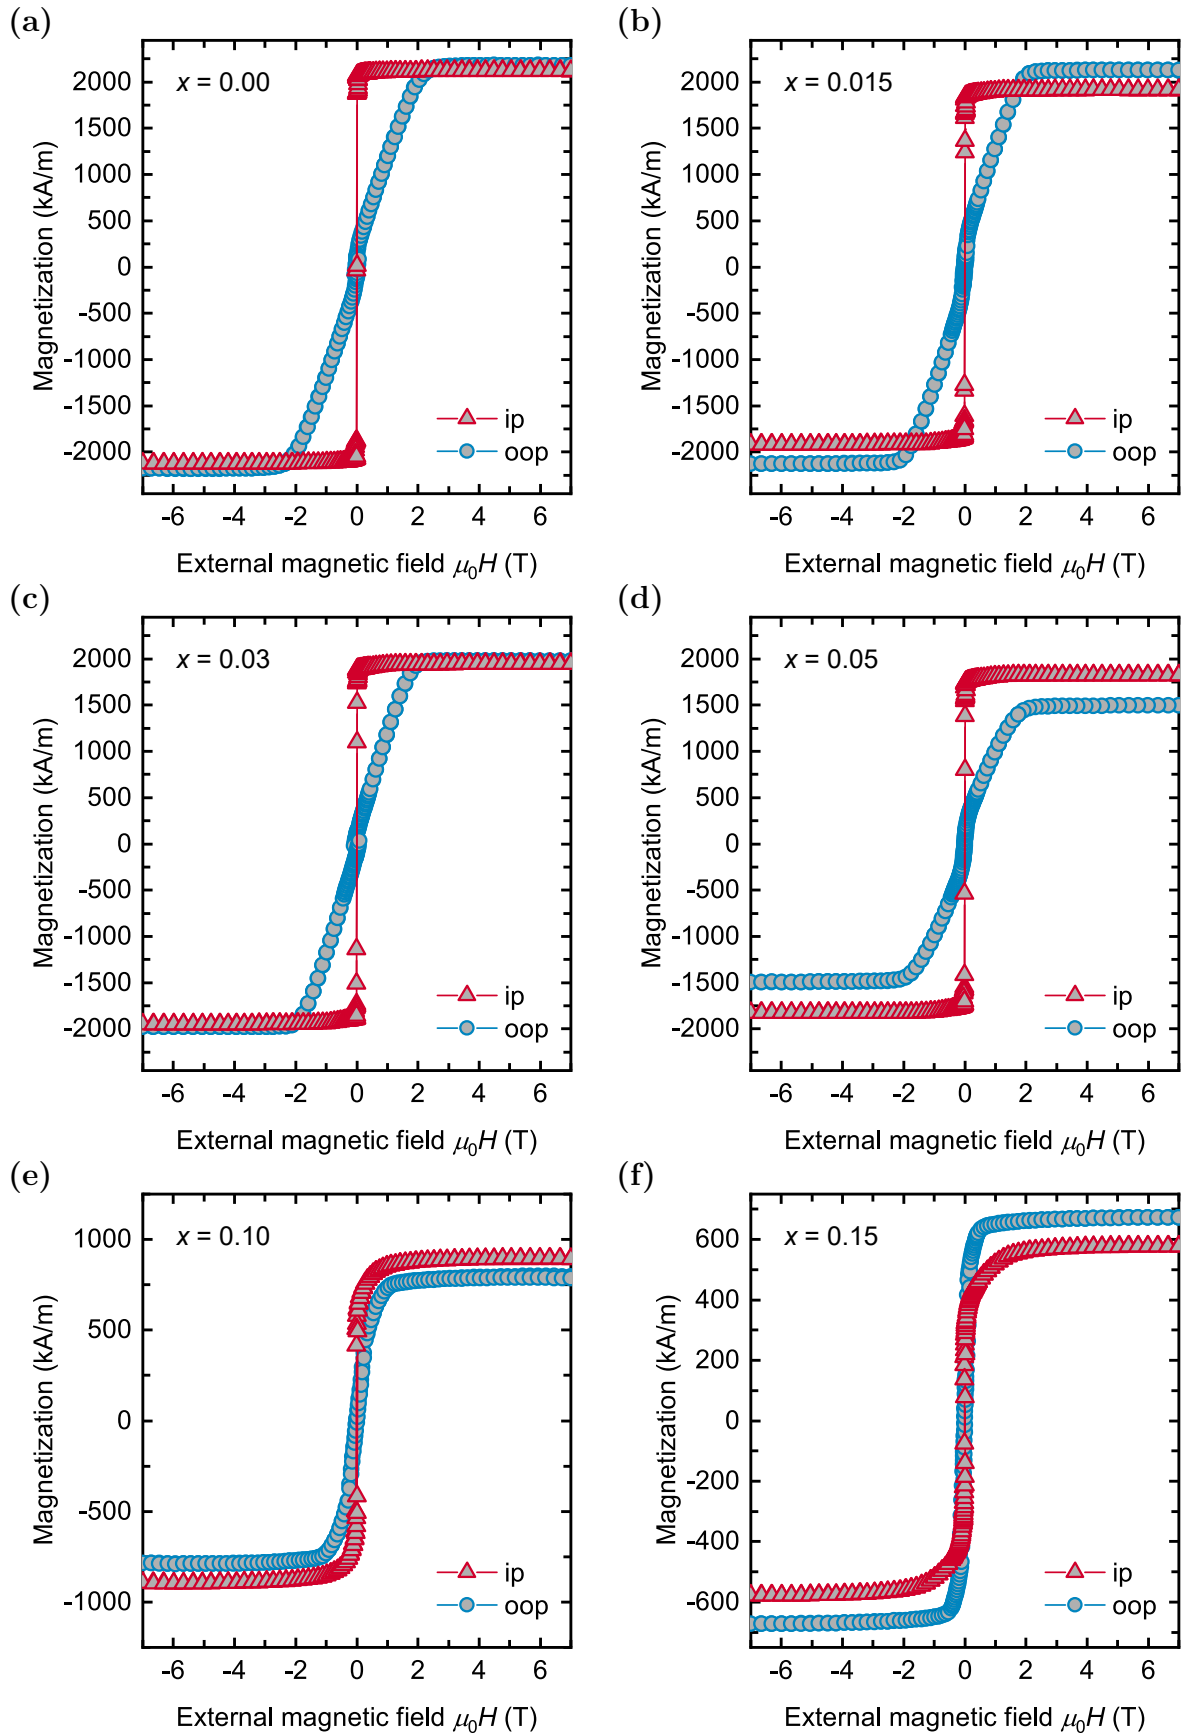 (a)
x = 0.00
2000
1500
1000
500
0
-500
-1000
-1500
-2000
Magnetization (kA/m)
ip
oop
-6 -4 -2 0 2 4 6
External magnetic field μ0H (T)
(b)
x = 0.015
2000
1500
1000
500
0
-500
-1000
-1500
-2000
Magnetization (kA/m)
ip
oop
-6 -4 -2 0 2 4 6
External magnetic field μ0H (T)
(c)
x = 0.03
2000
1500
1000
500
0
-500
-1000
-1500
-2000
Magnetization (kA/m)
ip
oop
-6 -4 -2 0 2 4 6
External magnetic field μ0H (T)
(d)
x = 0.05
2000
1500
1000
500
0
-500
-1000
-1500
-2000
Magnetization (kA/m)
ip
oop
-6 -4 -2 0 2 4 6
External magnetic field μ0H (T)
(e)
x = 0.10
1000
500
0
-500
-1000
Magnetization (kA/m)
ip
oop
-6 -4 -2 0 2 4 6
External magnetic field μ0H (T)
(f)
x = 0.15
600
400
200
0
-200
-400
-600
Magnetization (kA/m)
ip
oop
-6 -4 -2 0 2 4 6
External magnetic field μ0H (T)